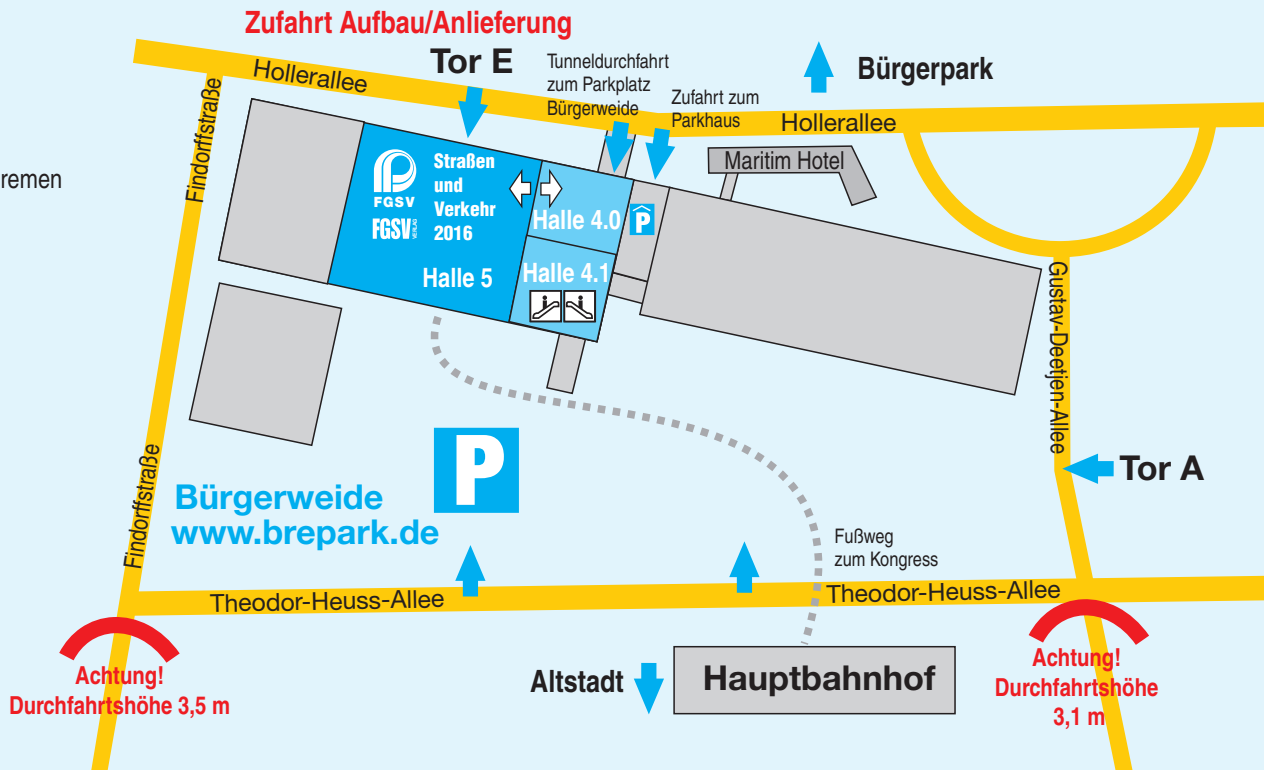 Zufahrt Aufbau/Anlieferung
Tor E
Hollerallee
Tunneldurchfahrt
zum Parkplatz
Bürgerweide
Zufahrt zum
Parkhaus
Bürgerpark
Hollerallee
Maritim Hotel
Findorffstraße
remen
FGSV
FGSV VERLAG
Straßen
und
Verkehr
2016
Halle 5
Halle 4.0
Halle 4.1
P
Gustav-Deetjen-Allee
Tor A
P
Bürgerweide
www.brepark.de
Findorffstraße
Fußweg
zum Kongress
Theodor-Heuss-Allee
Theodor-Heuss-Allee
Achtung!
Durchfahrtshöhe 3,5 m
Altstadt
Hauptbahnhof
Achtung!
Durchfahrtshöhe
3,1 m